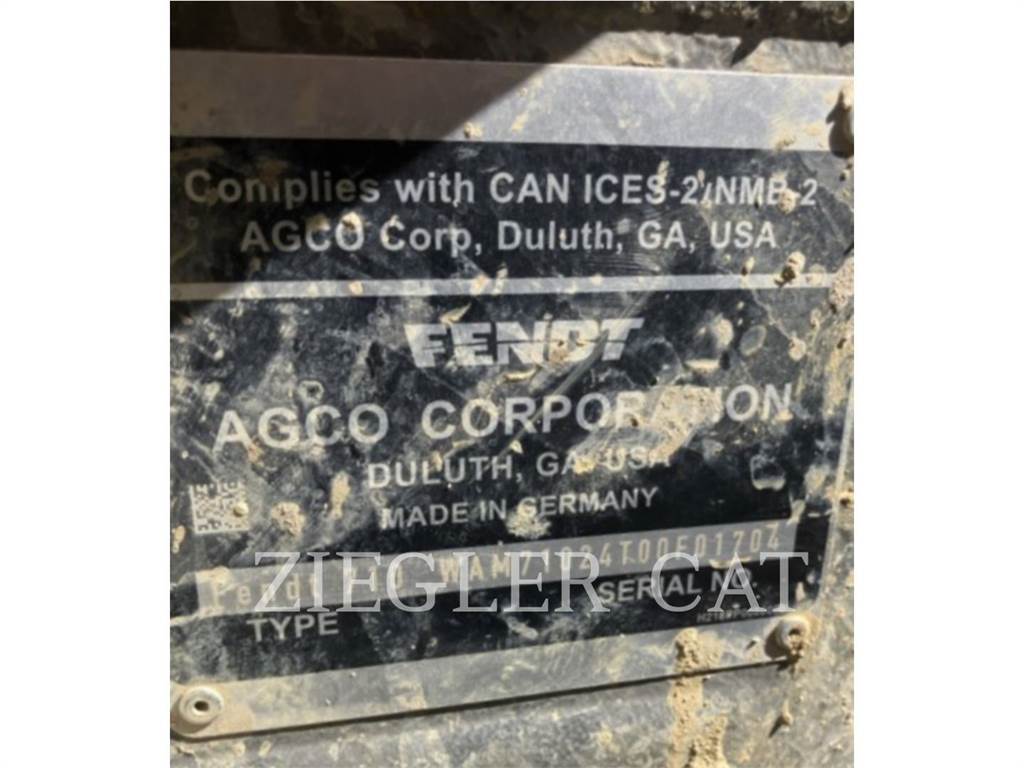 Complies with CAN ICES-2/NMB-2
AGCO Corp, Duluth, GA, USA
FENDT
AGCO CORPORATION
DULUTH, GA, USA
MADE IN GERMANY
ZIEGLER CAT
TYPE
SERIAL NO.